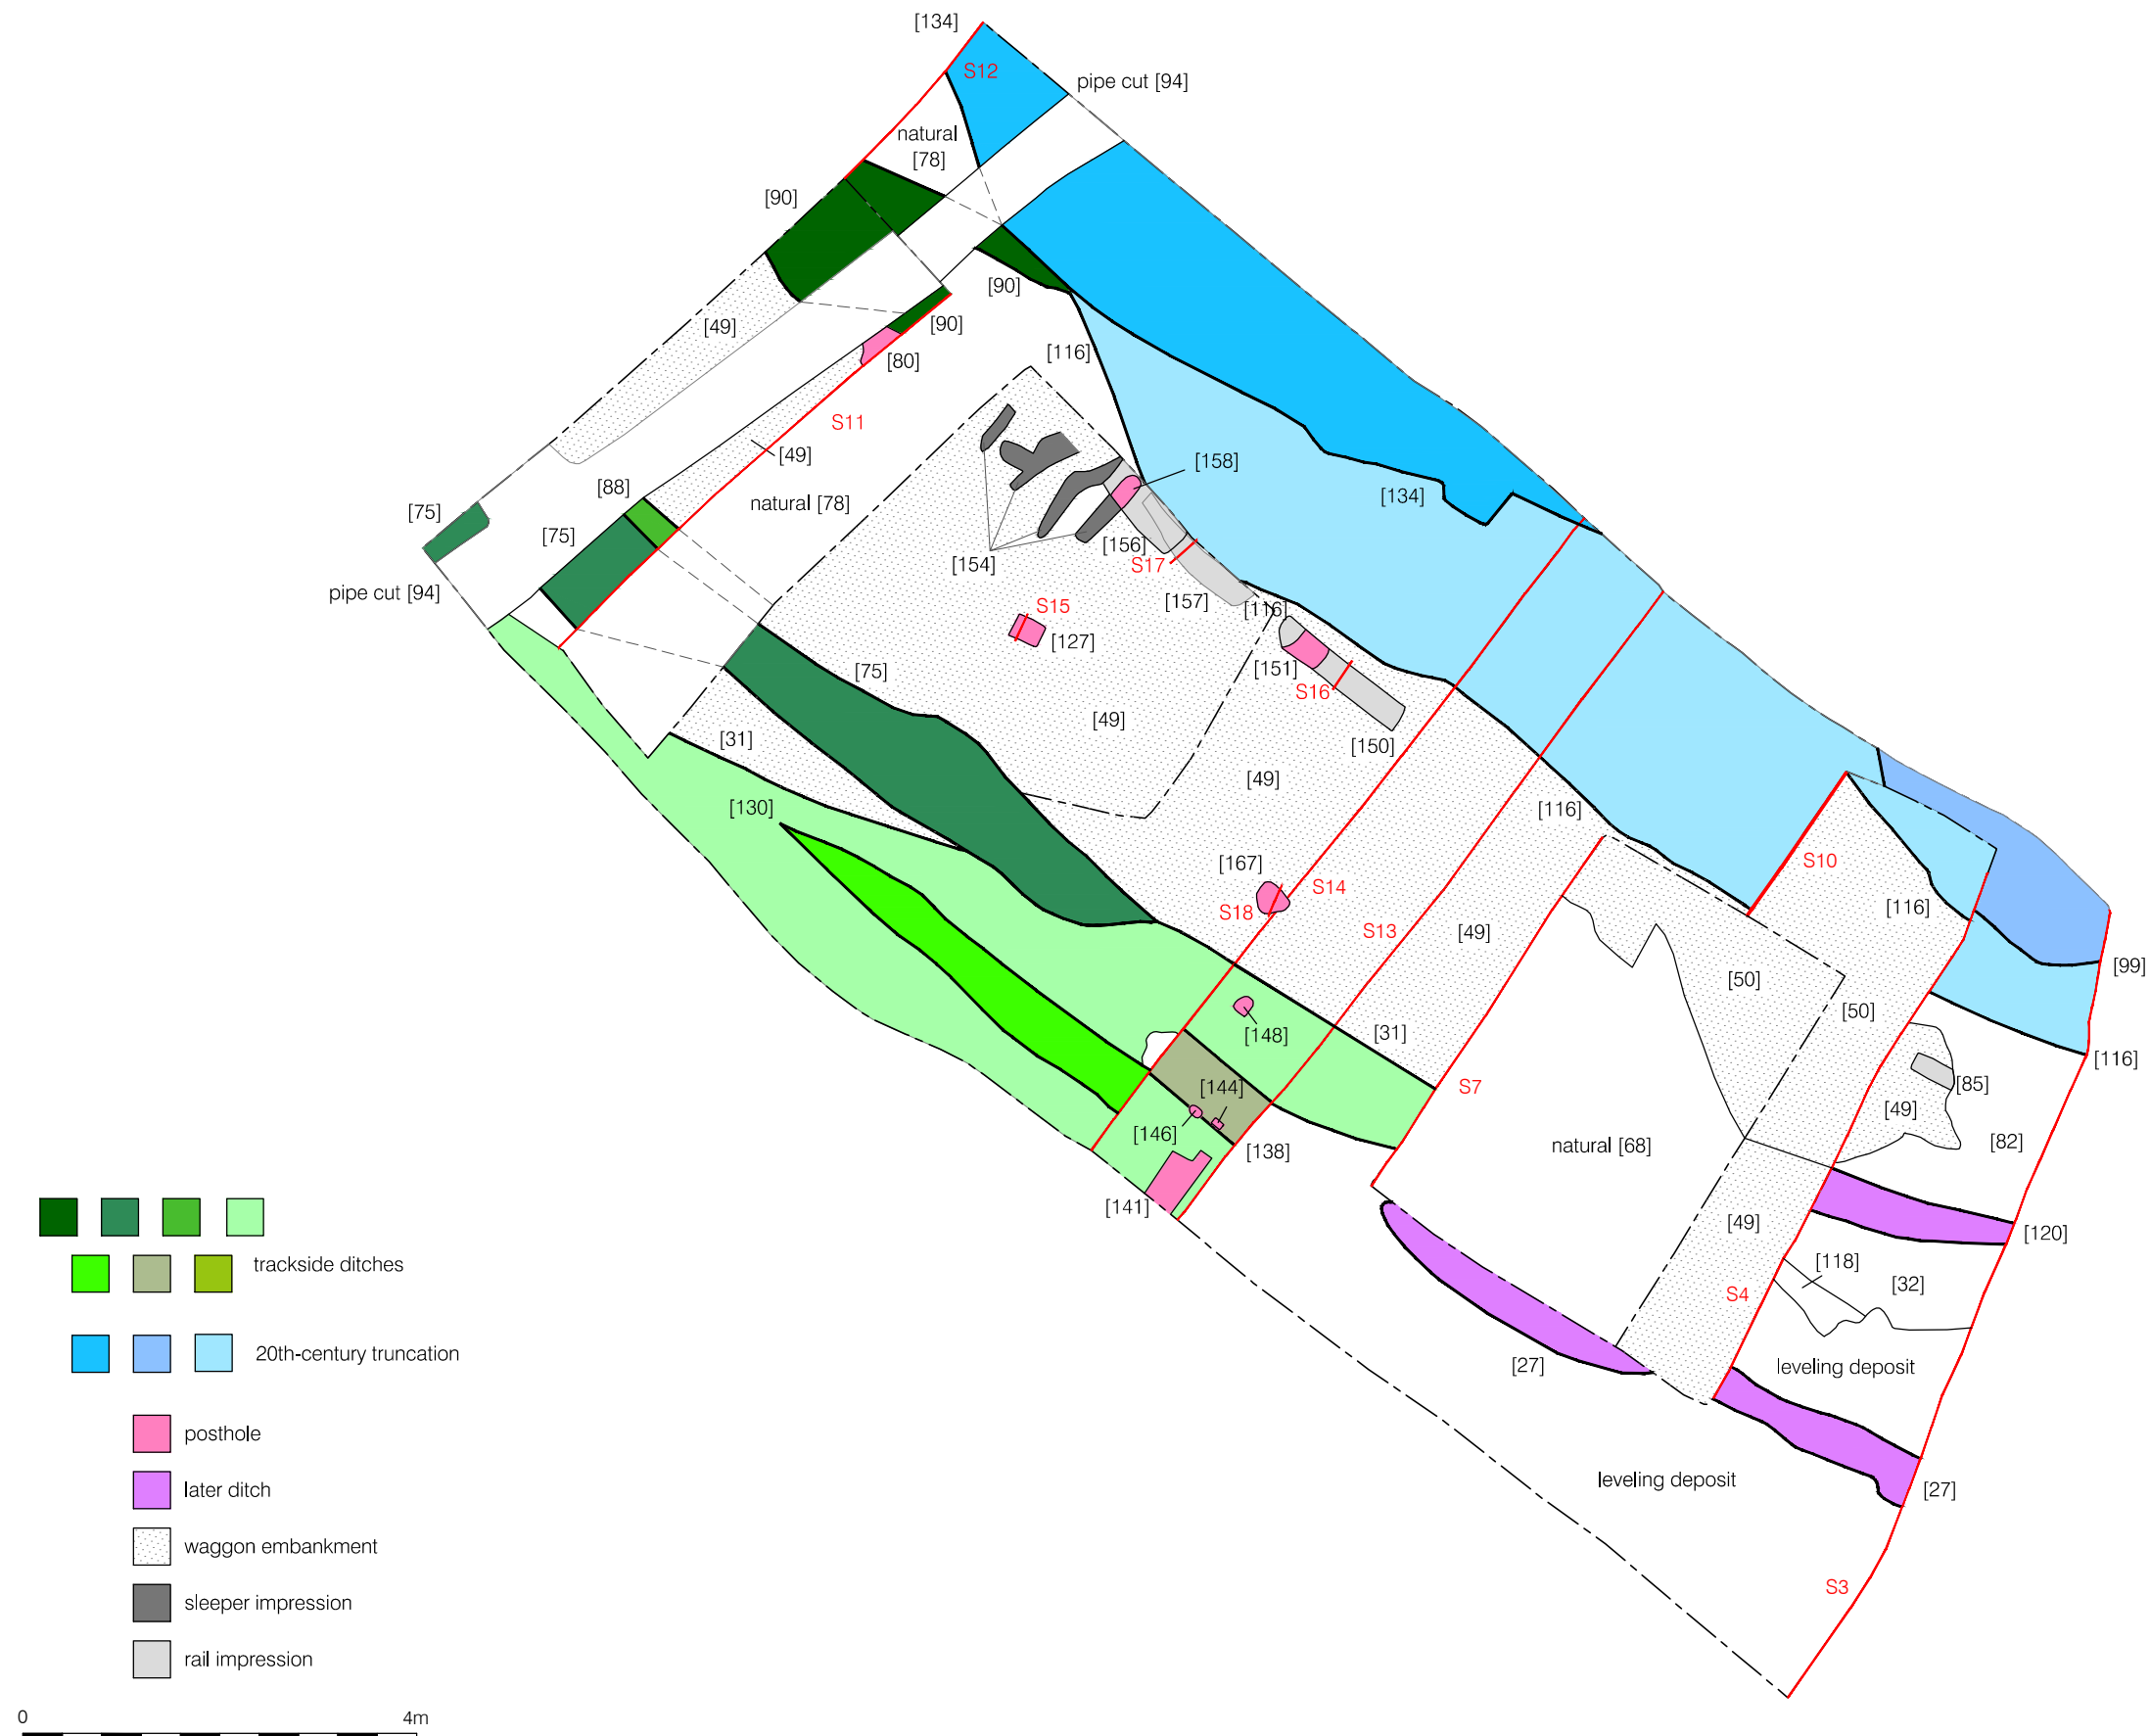 [134]
S12
pipe cut [94]
natural
[78]
[90]
[90]
[49]
[90]
[80]
[116]
S11
[49]
[158]
[88]
natural [78]
[134]
[75]
[75]
[156]
[154]
S17
pipe cut [94]
[157]
[116]
S15
[127]
[151]
[75]
S16
[49]
[150]
[31]
[49]
[130]
[116]
[167]
S10
S14
[116]
S18
S13
[49]
[99]
[50]
[50]
[148]
[31]
[116]
[144]
S7
[85]
[49]
[146]
[138]
natural [68]
[82]
[141]
[49]
[120]
[118]
[32]
S4
trackside ditches
20th-century truncation
[27]
leveling deposit
posthole
leveling deposit
later ditch
[27]
waggon embankment
S3
sleeper impression
rail impression
0
4m